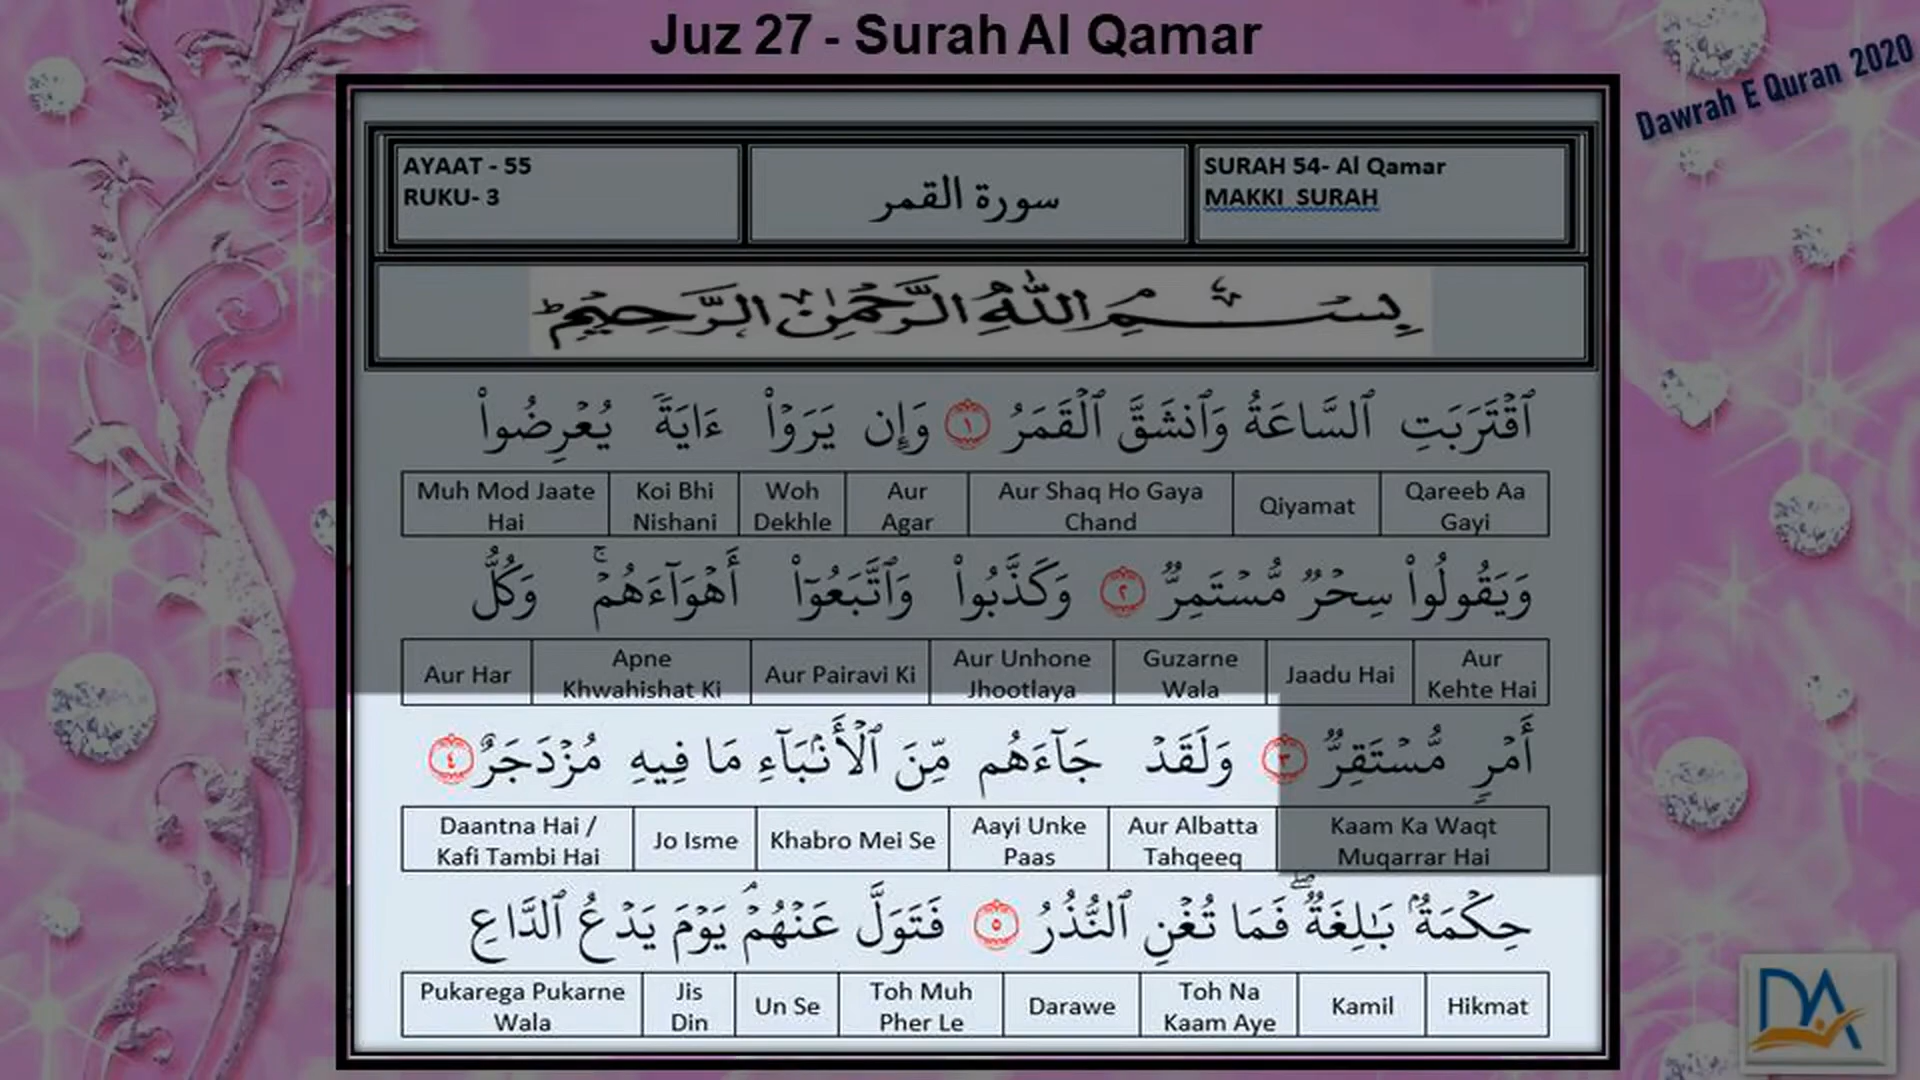 Juz 27 - Surah Al Qamar
Dawrah E Quran 2020
AYAAT - 55
RUKU- 3
سورة القمر
SURAH 54- Al Qamar
MAKKI SURAH
بِسْمِ اللهِ الرَّحْمٰنِ الرَّحِيْمِ
ٱقْتَرَبَتِ ٱلسَّاعَةُ وَٱنشَقَّ ٱلْقَمَرُ ١ وَإِن يَرَوْا۟ ءَايَةً يُعْرِضُوا۟
Muh Mod Jaate Hai
Koi Bhi Nishani
Woh Dekhle
Aur Agar
Aur Shaq Ho Gaya Chand
Qiyamat
Qareeb Aa Gayi
وَيَقُولُوا۟ سِحْرٌ مُّسْتَمِرٌّ ٢ وَكَذَّبُوا۟ وَٱتَّبَعُوٓا۟ أَهْوَآءَهُمْ ۚ وَكُلُّ
Aur Har
Apne Khwahishat Ki
Aur Pairavi Ki
Aur Unhone Jhootlaya
Guzarne Wala
Jaadu Hai
Aur Kehte Hai
أَمْرٍ مُّسْتَقِرٌّ ٣ وَلَقَدْ جَآءَهُم مِّنَ ٱلْأَنۢبَآءِ مَا فِيهِ مُزْدَجَرٌ ٤
Daantna Hai / Kafi Tambi Hai
Jo Isme
Khabro Mei Se
Aayi Unke Paas
Aur Albatta Tahqeeq
Kaam Ka Waqt Muqarrar Hai
حِكْمَةٌۢ بَـٰلِغَةٌ ۖ فَمَا تُغْنِ ٱلنُّذُرُ ٥ فَتَوَلَّ عَنْهُمْ ۘ يَوْمَ يَدْعُ ٱلدَّاعِ
Pukarega Pukarne Wala
Jis Din
Un Se
Toh Muh Pher Le
Darawe
Toh Na Kaam Aye
Kamil
Hikmat
DA